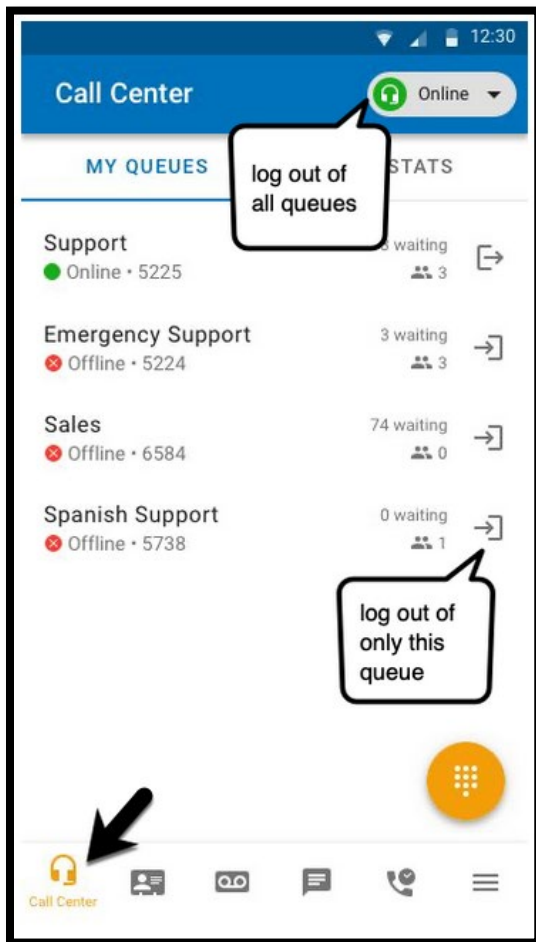 12:30
Call Center
Online
MY QUEUES
STATS
log out of
all queues
Support
waiting
Online • 5225
3
Emergency Support
3 waiting
Offline • 5224
3
Sales
74 waiting
Offline • 6584
0
Spanish Support
0 waiting
Offline • 5738
1
log out of
only this
queue
Call Center